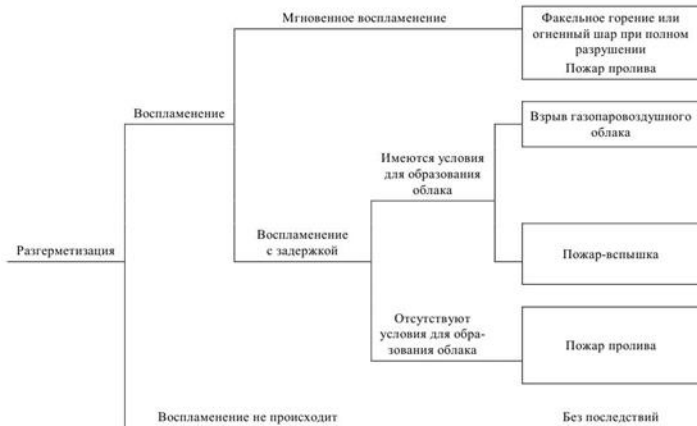 Мгновенное воспламенение
Факельное горение или
огненный шар при полном
разрушении
Пожар пролива
Воспламенение
Взрыв газопаровоздушного
облака
Имеются условия
для образования
облака
Разгерметизация
Воспламенение
с задержкой
Пожар-вспышка
Отсутствуют
условия для обра-
зования облака
Пожар пролива
Воспламенение не происходит
Без последствий